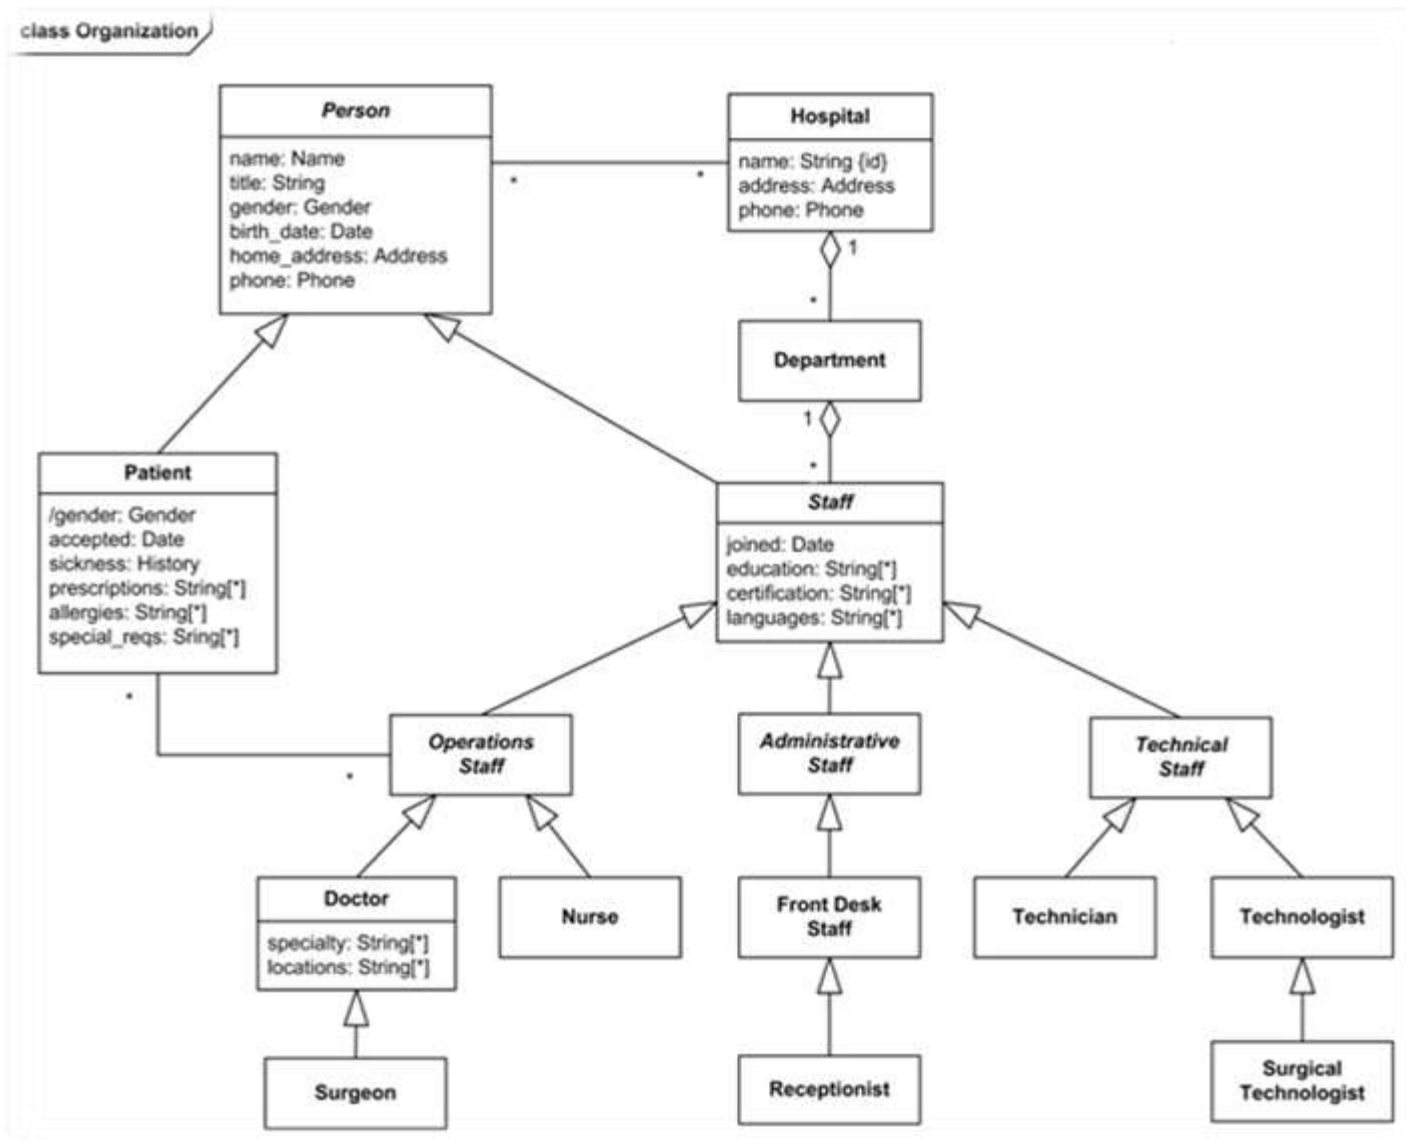 class Organization
Person
name: Name
title: String
gender: Gender
birth_date: Date
home_address: Address
phone: Phone
*
*
Hospital
name: String {id}
address: Address
phone: Phone
1
*
Department
1
*
Patient
/gender: Gender
accepted: Date
sickness: History
prescriptions: String[*]
allergies: String[*]
special_reqs: Sring[*]
*
*
Staff
joined: Date
education: String[*]
certification: String[*]
languages: String[*]
Operations
Staff
Administrative
Staff
Technical
Staff
Doctor
specialty: String[*]
locations: String[*]
Nurse
Front Desk
Staff
Technician
Technologist
Surgeon
Receptionist
Surgical
Technologist